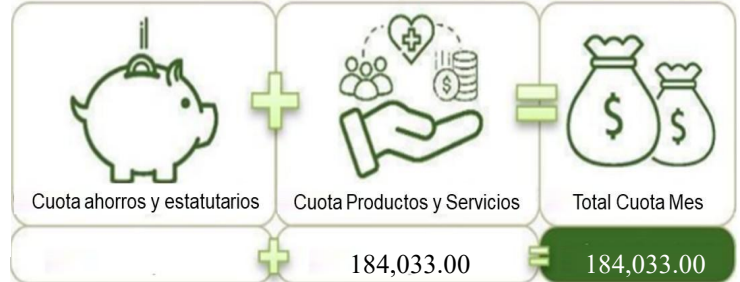 Cuota ahorros y estatutarios Cuota Productos y Servicios Total Cuota Mes
184,033.00 184,033.00